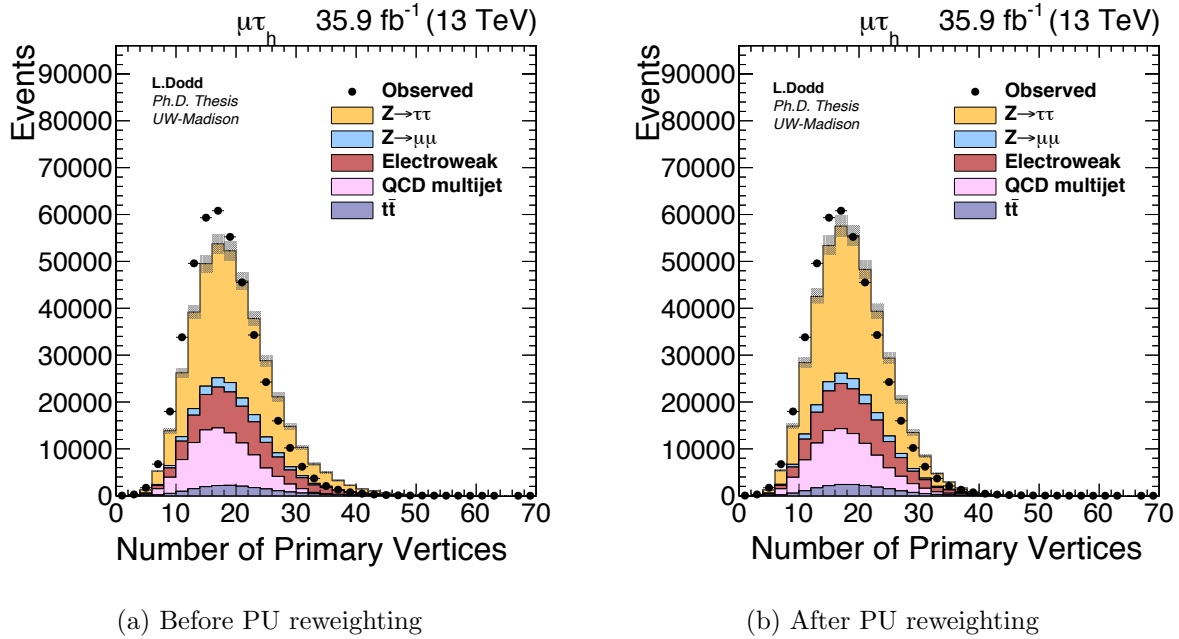 μτh 35.9 fb-1 (13 TeV)
Events
90000
80000
70000
60000
50000
40000
30000
20000
10000
0
L.Dodd
Ph.D. Thesis
UW-Madison
Observed
Z→ττ
Z→μμ
Electroweak
QCD multijet
tt̄
0 10 20 30 40 50 60 70
Number of Primary Vertices
(a) Before PU reweighting
μτh 35.9 fb-1 (13 TeV)
Events
90000
80000
70000
60000
50000
40000
30000
20000
10000
0
L.Dodd
Ph.D. Thesis
UW-Madison
Observed
Z→ττ
Z→μμ
Electroweak
QCD multijet
tt̄
0 10 20 30 40 50 60 70
Number of Primary Vertices
(b) After PU reweighting